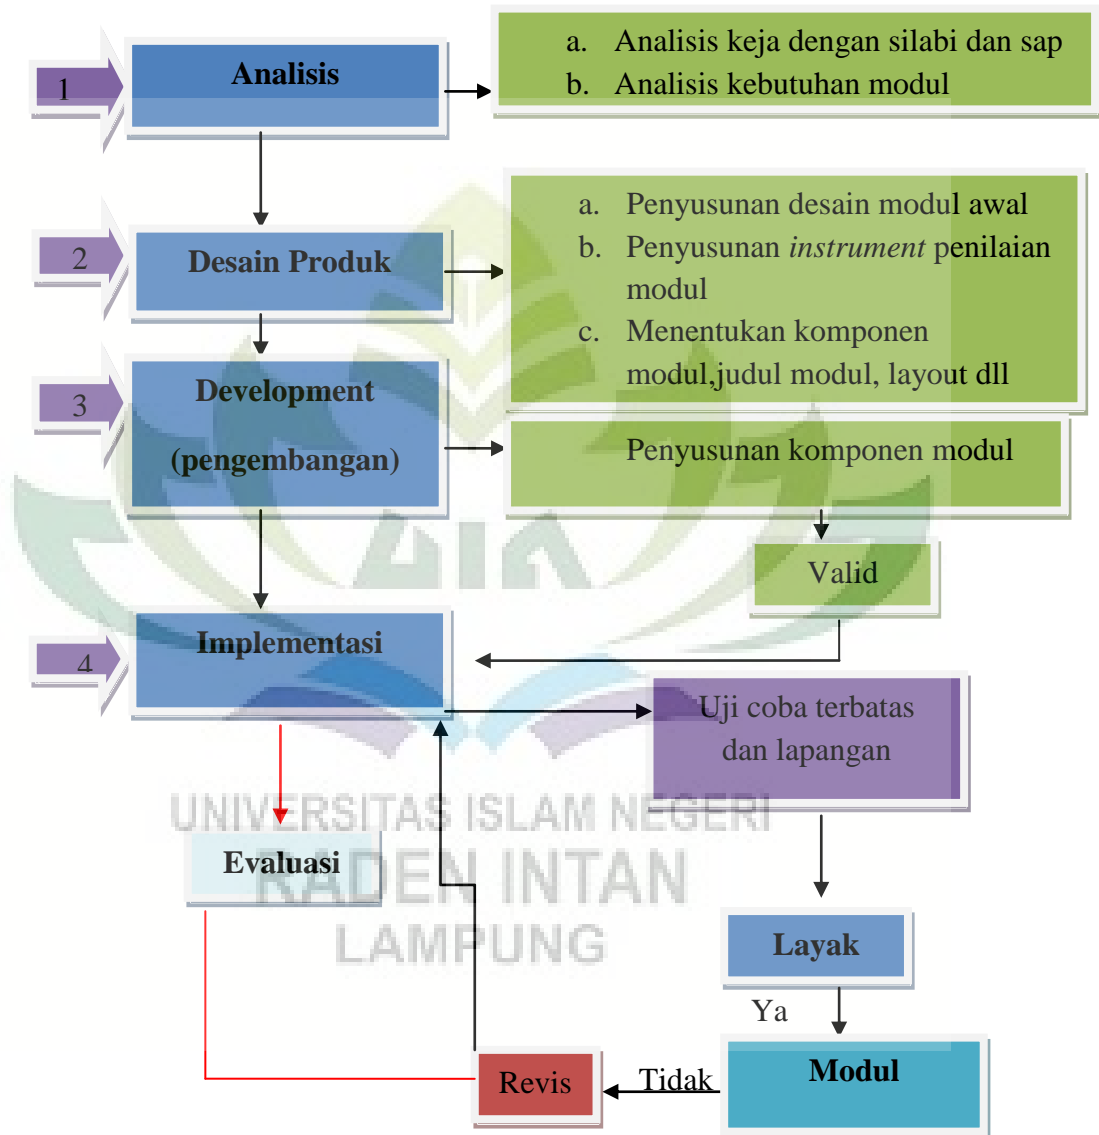 1
Analisis
a. Analisis keja dengan silabi dan sap
b. Analisis kebutuhan modul
2
Desain Produk
a. Penyusunan desain modul awal
b. Penyusunan instrument penilaian
modul
c. Menentukan komponen
modul,judul modul, layout dll
3
Development
(pengembangan)
Penyusunan komponen modul
Valid
4
Implementasi
Uji coba terbatas
dan lapangan
UIN
UNIVERSITAS ISLAM NEGERI
RADEN INTAN
LAMPUNG
Evaluasi
Layak
Ya
Modul
Tidak
Revis